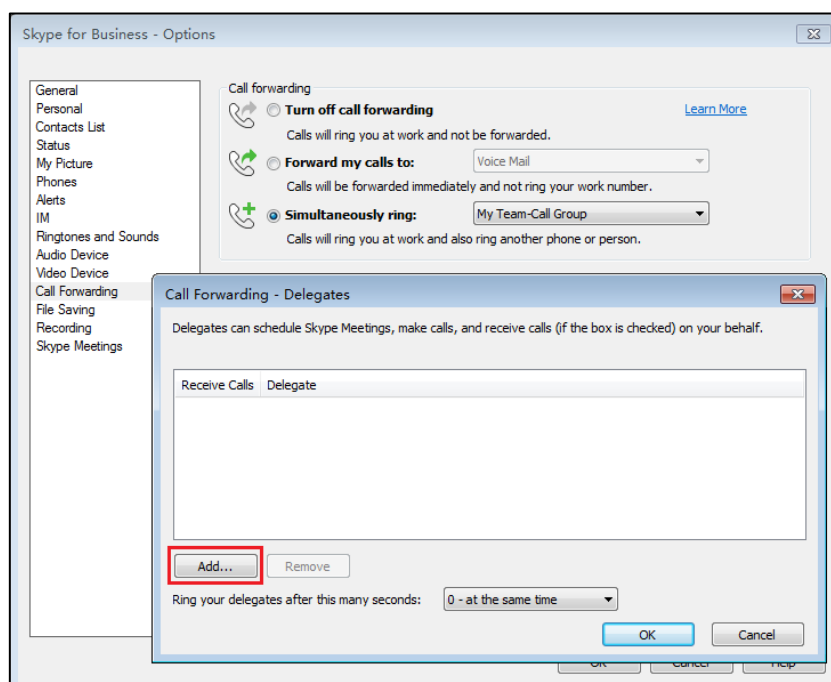 Skype for Business - Options
General
Personal
Contacts List
Status
My Picture
Phones
Alerts
IM
Ringtones and Sounds
Audio Device
Video Device
Call Forwarding
File Saving
Recording
Skype Meetings
Call forwarding
Turn off call forwarding
Learn More
Calls will ring you at work and not be forwarded.
Forward my calls to:
Voice Mail
Calls will be forwarded immediately and not ring your work number.
Simultaneously ring:
My Team-Call Group
Calls will ring you at work and also ring another phone or person.
Call Forwarding - Delegates
Delegates can schedule Skype Meetings, make calls, and receive calls (if the box is checked) on your behalf.
Receive Calls Delegate
Add... Remove
Ring your delegates after this many seconds: 0 - at the same time
OK Cancel
OK Cancel Help